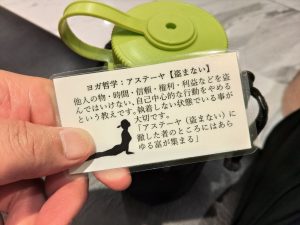 ヨガ哲学：アステーヤ【盗まない】
他人の物・時間・信頼・権利・利益などを盗
んではいけない、自己中心的な行動をやめる
という教えです。執着しない状態でいる事が
大切です。
「アステーヤ（盗まない）に
徹した者のところにはあら
ゆる富が集まる」